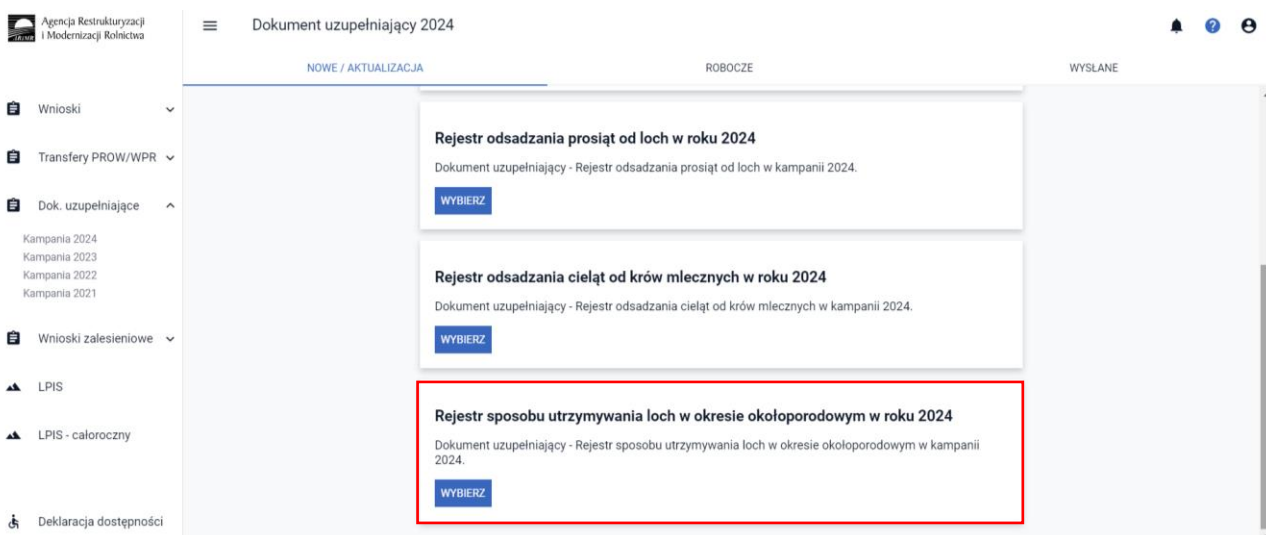 Agencja Restrukturyzacji
i Modernizacji Rolnictwa
Dokument uzupełniający 2024
NOWE / AKTUALIZACJA
ROBOCZE
WYSŁANE
Wnioski
Transfery PROW/WPR
Dok. uzupełniające
Kampania 2024
Kampania 2023
Kampania 2022
Kampania 2021
Wnioski zalesieniowe
LPIS
LPIS - całoroczny
Deklaracja dostępności
Rejestr odsadzania prosiąt od loch w roku 2024
Dokument uzupełniający - Rejestr odsadzania prosiąt od loch w kampanii 2024.
WYBIERZ
Rejestr odsadzania cieląt od krów mlecznych w roku 2024
Dokument uzupełniający - Rejestr odsadzania cieląt od krów mlecznych w kampanii 2024.
WYBIERZ
Rejestr sposobu utrzymywania loch w okresie okołoporodowym w roku 2024
Dokument uzupełniający - Rejestr sposobu utrzymywania loch w okresie okołoporodowym w kampanii
2024.
WYBIERZ